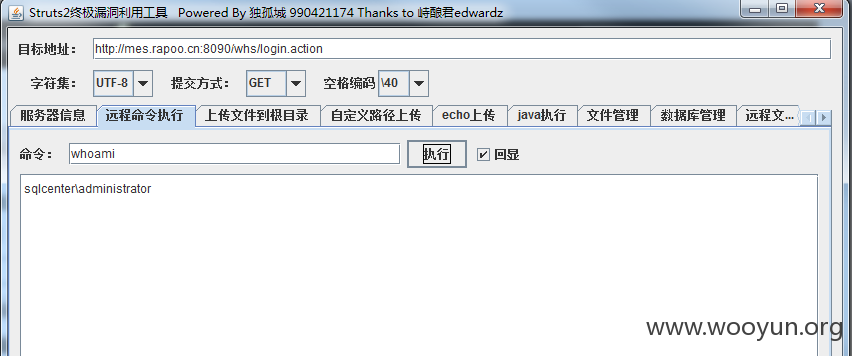 Struts2终极漏洞利用工具 Powered By 独孤城 990421174 Thanks to 峙酿君edwardz
目标地址： http://mes.rapoo.cn:8090/whs/login.action
字符集： UTF-8 提交方式： GET 空格编码 \40
服务器信息 远程命令执行 上传文件到根目录 自定义路径上传 echo上传 java执行 文件管理 数据库管理 远程文...
命令： whoami 执行 回显
sqlcenter\administrator
www.wooyun.org